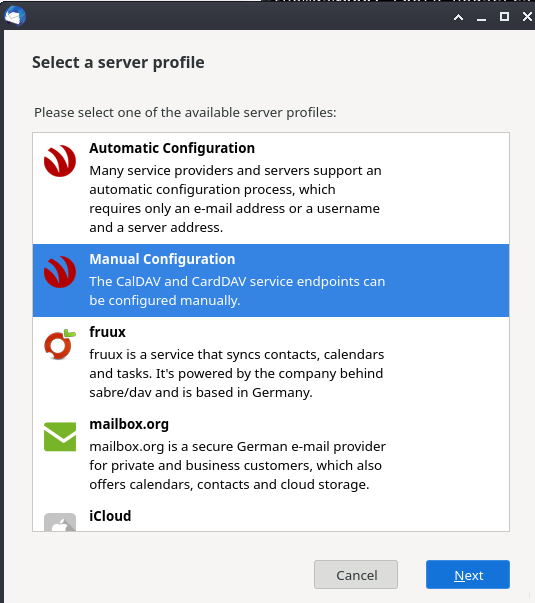 Select a server profile
Please select one of the available server profiles:
Automatic Configuration
Many service providers and servers support an
automatic configuration process, which
requires only an e-mail address or a username
and a server address.
Manual Configuration
The CalDAV and CardDAV service endpoints can
be configured manually.
fruux
fruux is a service that syncs contacts, calendars
and tasks. It's powered by the company behind
sabre/dav and is based in Germany.
mailbox.org
mailbox.org is a secure German e-mail provider
for private and business customers, which also
offers calendars, contacts and cloud storage.
iCloud
Cancel
Next